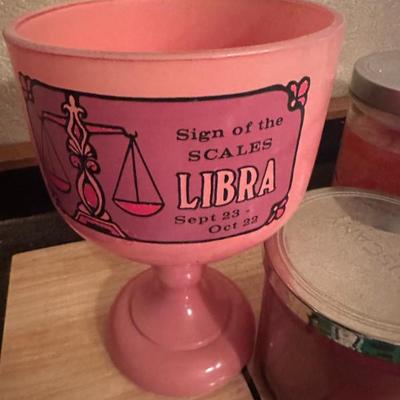 Sign of the
SCALES
LIBRA
Sept 23 -
Oct 22